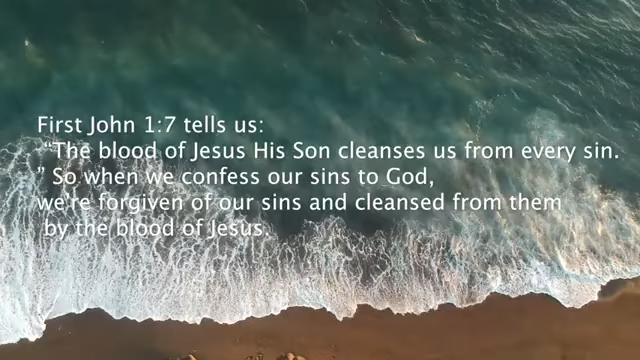 First John 1:7 tells us:
“The blood of Jesus His Son cleanses us from every sin.
” So when we confess our sins to God,
we're forgiven of our sins and cleansed from them
by the blood of Jesus.